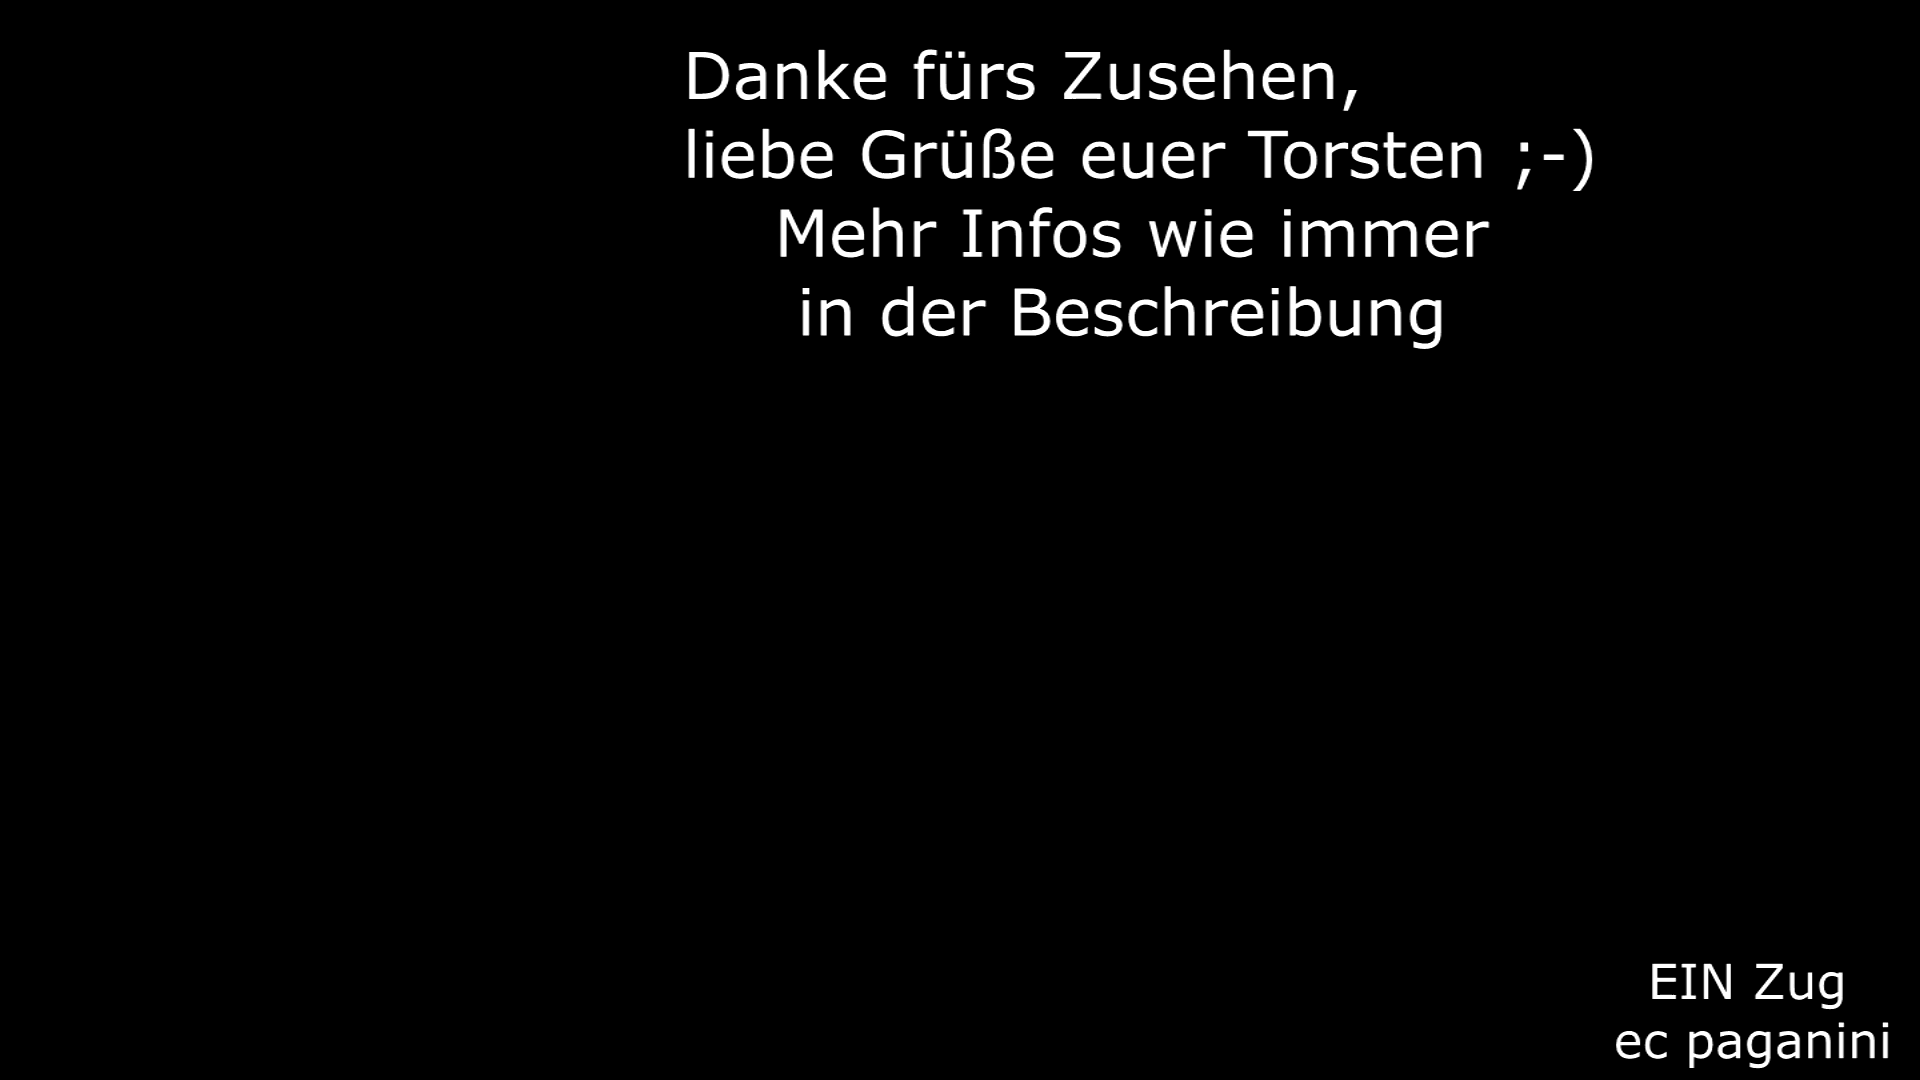 Danke fürs Zusehen,
liebe Grüße euer Torsten ;-)
Mehr Infos wie immer
in der Beschreibung
EIN Zug
ec paganini